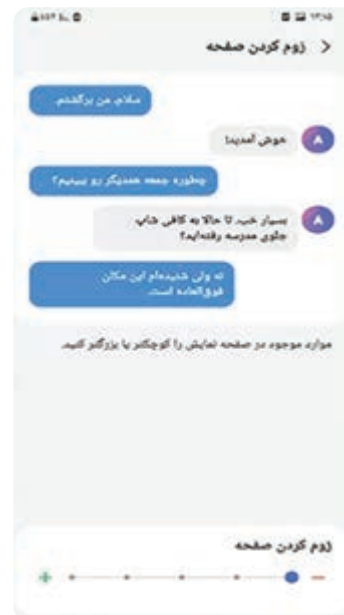 زوم کردن صفحه
سلام، من برگشتم.
خوش آمدید!
چطوره جمعه همدیگر رو ببینیم؟
بسیار خب. تا حالا به کافی شاپ
جلوی مدرسه رفته‌اید؟
نه ولی شنیده‌ام این مکان
فوق‌العاده است.
موارد موجود در صفحه نمایش را کوچکتر یا بزرگتر کنید.
زوم کردن صفحه